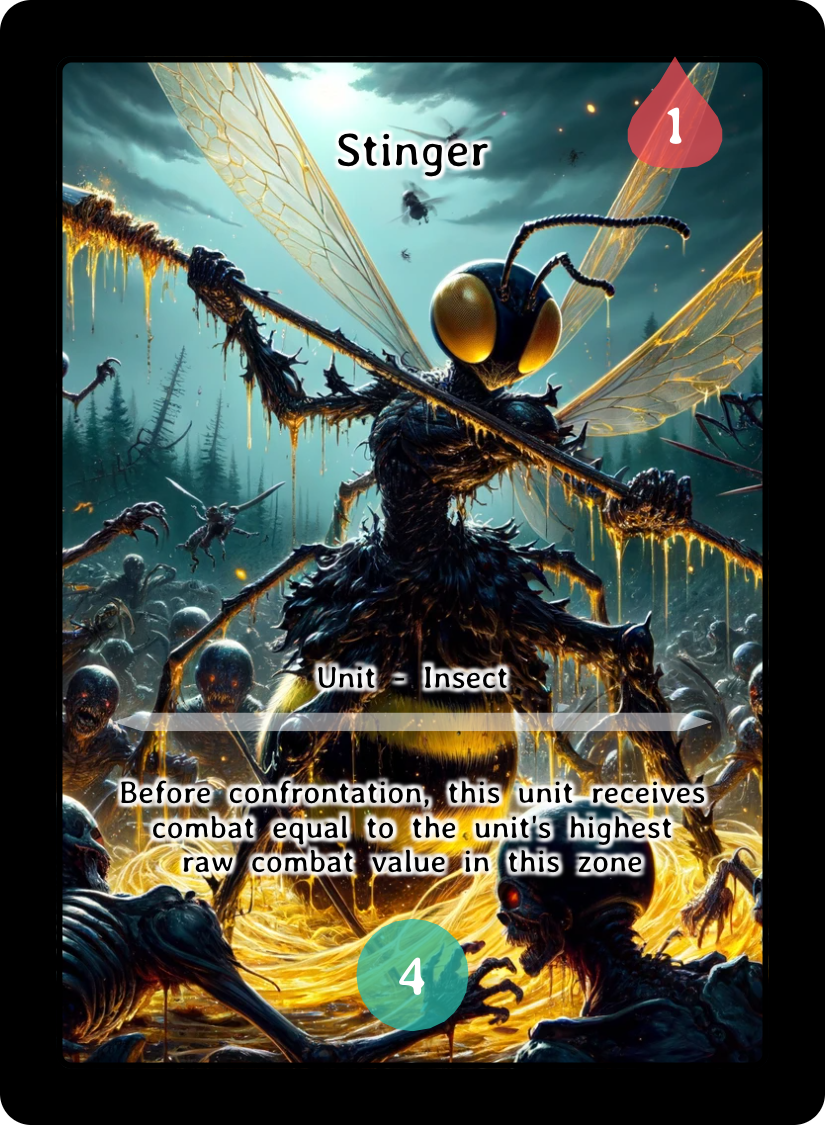 Stinger
1
Unit - Insect
Before confrontation, this unit receives
combat equal to the unit's highest
raw combat value in this zone
4